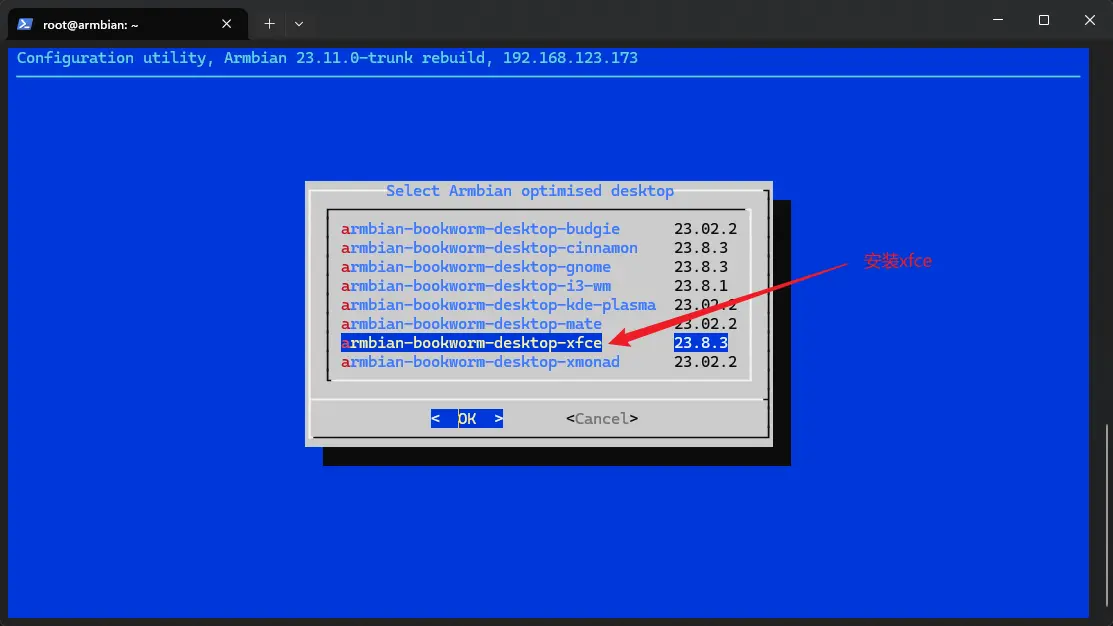 root@armbian: ~
Configuration utility, Armbian 23.11.0-trunk rebuild, 192.168.123.173
Select Armbian optimised desktop
armbian-bookworm-desktop-budgie 23.02.2
armbian-bookworm-desktop-cinnamon 23.8.3
armbian-bookworm-desktop-gnome 23.8.3
安装xfce
armbian-bookworm-desktop-i3-wm 23.8.1
armbian-bookworm-desktop-kde-plasma 23.02.2
armbian-bookworm-desktop-mate 23.02.2
armbian-bookworm-desktop-xfce 23.8.3
armbian-bookworm-desktop-xmonad 23.02.2
< OK > <Cancel>